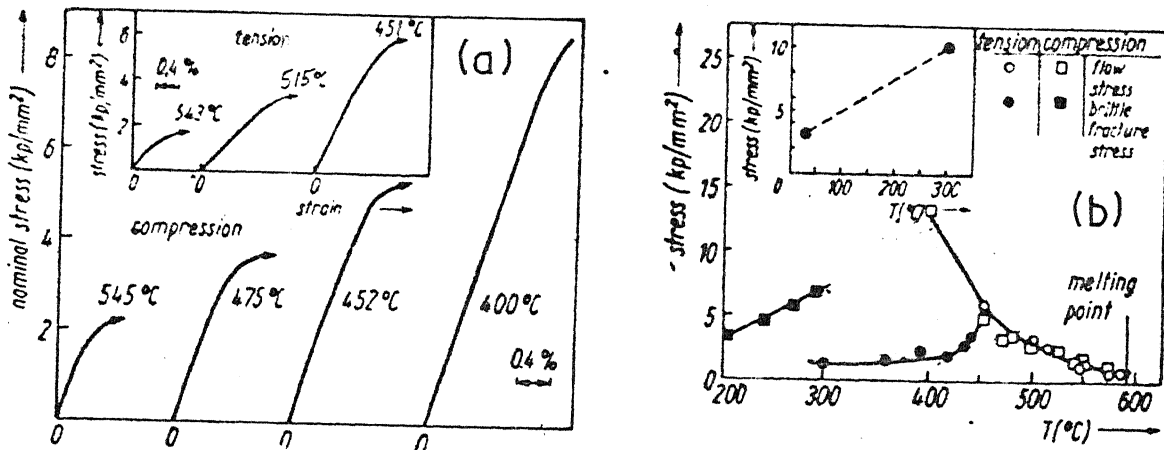 (a)
nominal stress (kp/mm²)
8
6
4
2
stress (kp/mm²)
6
4
2
tension
0.4 %
543°C
515°C
451°C
0
0
0
strain
compression
545°C
475°C
452°C
400°C
0.4 %
0
0
0
0
(b)
stress (kp/mm²)
25
20
15
10
5
0
stress (kp/mm²)
10
5
0
100
200
300
T(°C)
tension compression
flow
stress
brittle
fracture
stress
melting
point
200
300
400
500
600
T(°C)